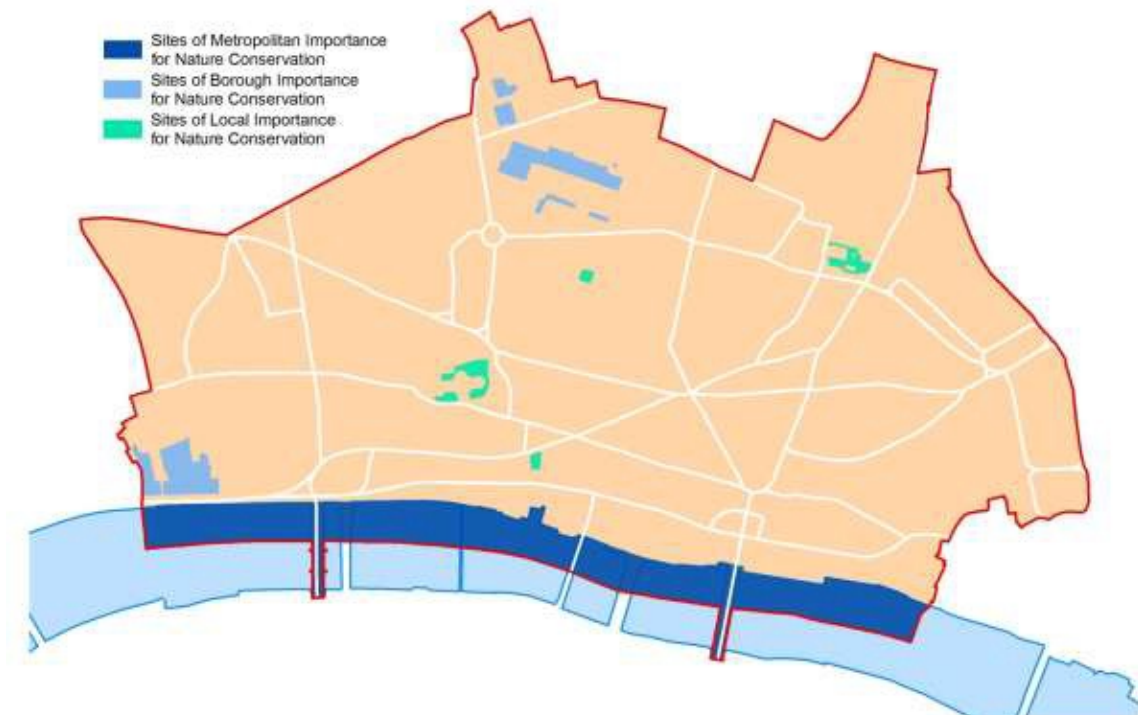 Sites of Metropolitan Importance
for Nature Conservation
Sites of Borough Importance
for Nature Conservation
Sites of Local Importance
for Nature Conservation